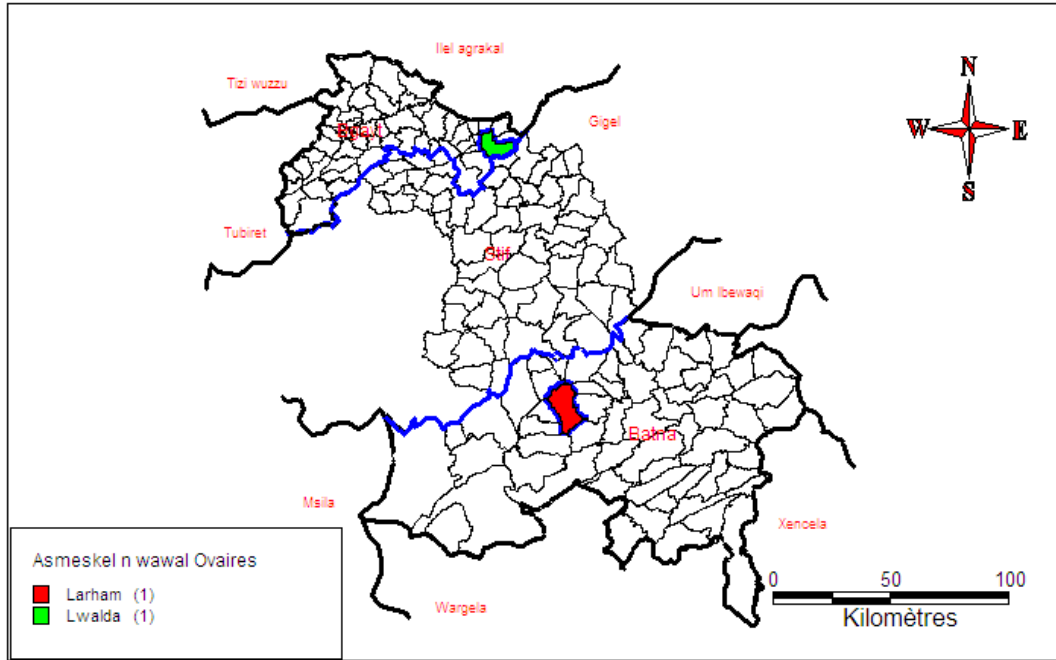 Ilel agrakal
Tizi wuzzu
Gigel
N
W E
S
Bgayt
Tubiret
Stif
Um lbewaqi
Batna
Msila
Xencela
Wargela
Asmeskel n wawal Ovaires
Larham (1)
Lwalda (1)
0 50 100
Kilomètres